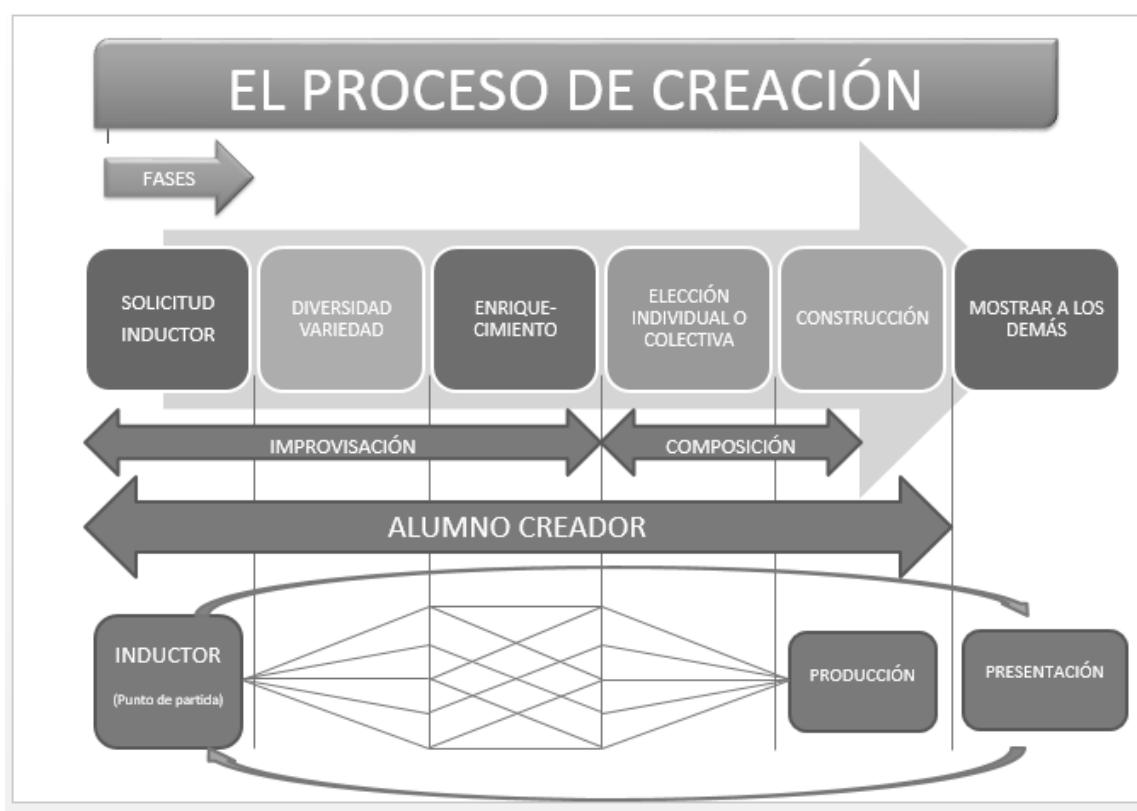 EL PROCESO DE CREACIÓN
FASES
SOLICITUD
INDUCTOR
DIVERSIDAD
VARIEDAD
ENRIQUE-
CIMIENTO
ELECCIÓN
INDIVIDUAL O
COLECTIVA
CONSTRUCCIÓN
MOSTRAR A LOS
DEMÁS
IMPROVISACIÓN
COMPOSICIÓN
ALUMNO CREADOR
INDUCTOR
(Punto de partida)
PRODUCCIÓN
PRESENTACIÓN